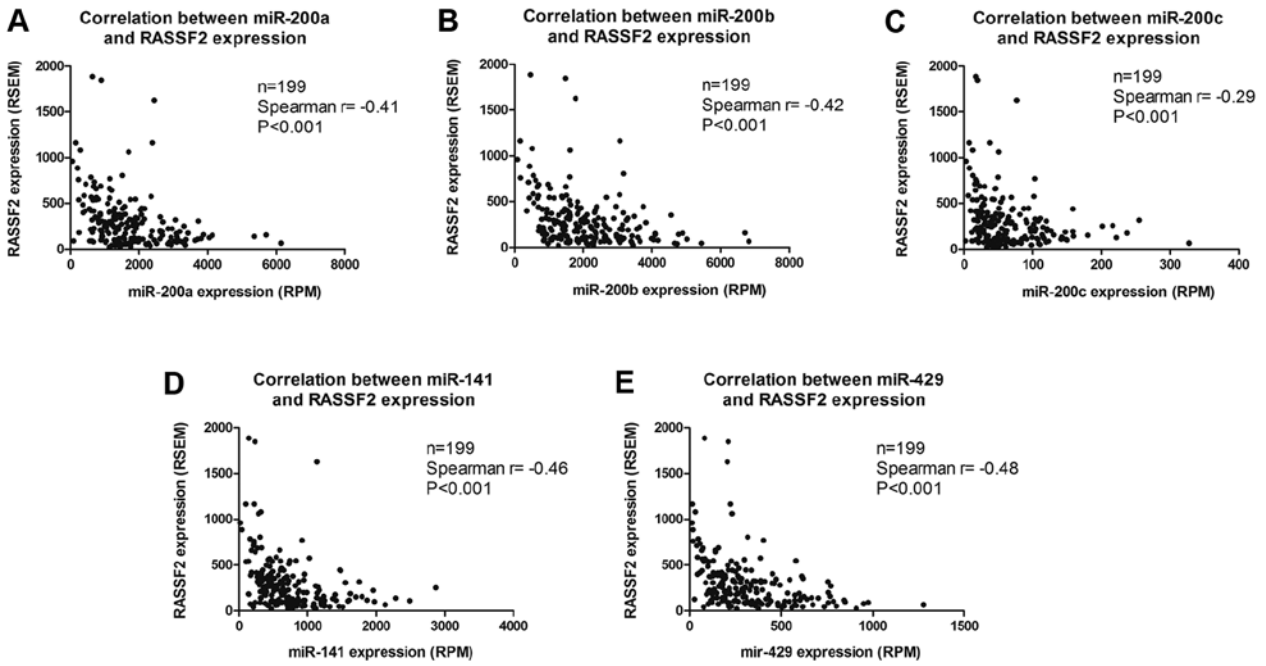 A
Correlation between miR-200a
and RASSF2 expression
RASSF2 expression (RSEM)
2000
1500
1000
500
0
n=199
Spearman r= -0.41
P<0.001
0 2000 4000 6000 8000
miR-200a expression (RPM)
B
Correlation between miR-200b
and RASSF2 expression
RASSF2 expression (RSEM)
2000
1500
1000
500
0
n=199
Spearman r= -0.42
P<0.001
0 2000 4000 6000 8000
miR-200b expression (RPM)
C
Correlation between miR-200c
and RASSF2 expression
RASSF2 expression (RSEM)
2000
1500
1000
500
0
n=199
Spearman r= -0.29
P<0.001
0 100 200 300 400
miR-200c expression (RPM)
D
Correlation between miR-141
and RASSF2 expression
RASSF2 expression (RSEM)
2000
1500
1000
500
0
n=199
Spearman r= -0.46
P<0.001
0 1000 2000 3000 4000
miR-141 expression (RPM)
E
Correlation between miR-429
and RASSF2 expression
RASSF2 expression (RSEM)
2000
1500
1000
500
0
n=199
Spearman r= -0.48
P<0.001
0 500 1000 1500
mir-429 expression (RPM)